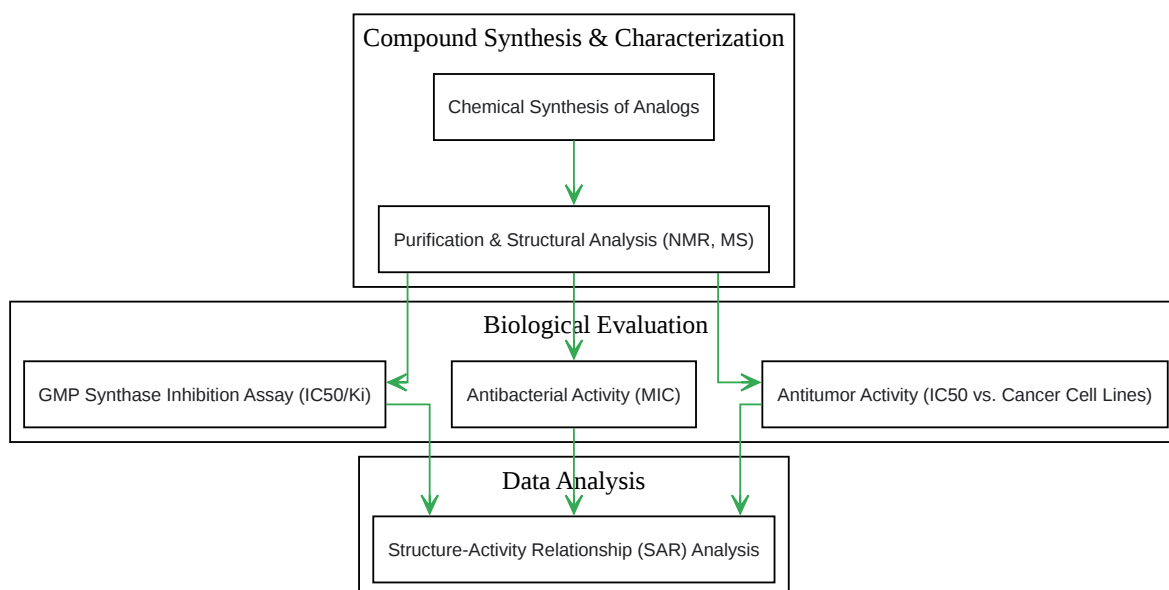 Compound Synthesis & Characterization
Chemical Synthesis of Analogs
Purification & Structural Analysis (NMR, MS)
Biological Evaluation
GMP Synthase Inhibition Assay (IC50/Ki)
Antibacterial Activity (MIC)
Antitumor Activity (IC50 vs. Cancer Cell Lines)
Data Analysis
Structure-Activity Relationship (SAR) Analysis